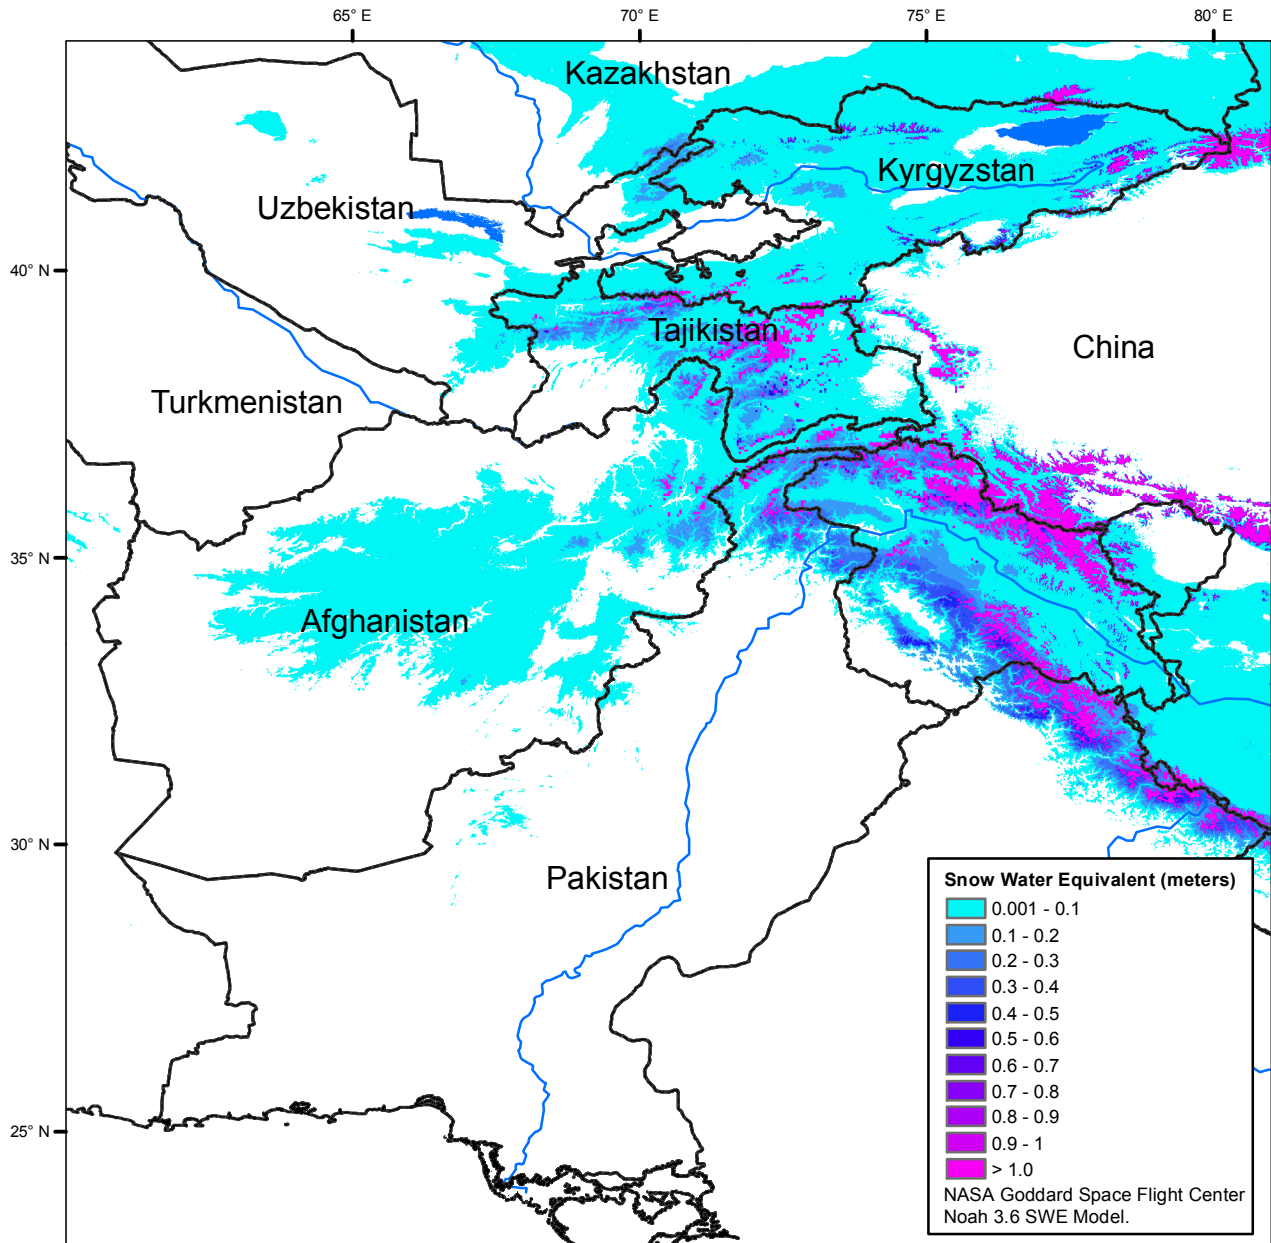 65° E
70° E
75° E
80° E
Kazakhstan
Kyrgyzstan
Uzbekistan
40° N
Tajikistan
China
Turkmenistan
35° N
Afghanistan
30° N
Pakistan
25° N
Snow Water Equivalent (meters)
0.001 - 0.1
0.1 - 0.2
0.2 - 0.3
0.3 - 0.4
0.4 - 0.5
0.5 - 0.6
0.6 - 0.7
0.7 - 0.8
0.8 - 0.9
0.9 - 1
> 1.0
NASA Goddard Space Flight Center
Noah 3.6 SWE Model.